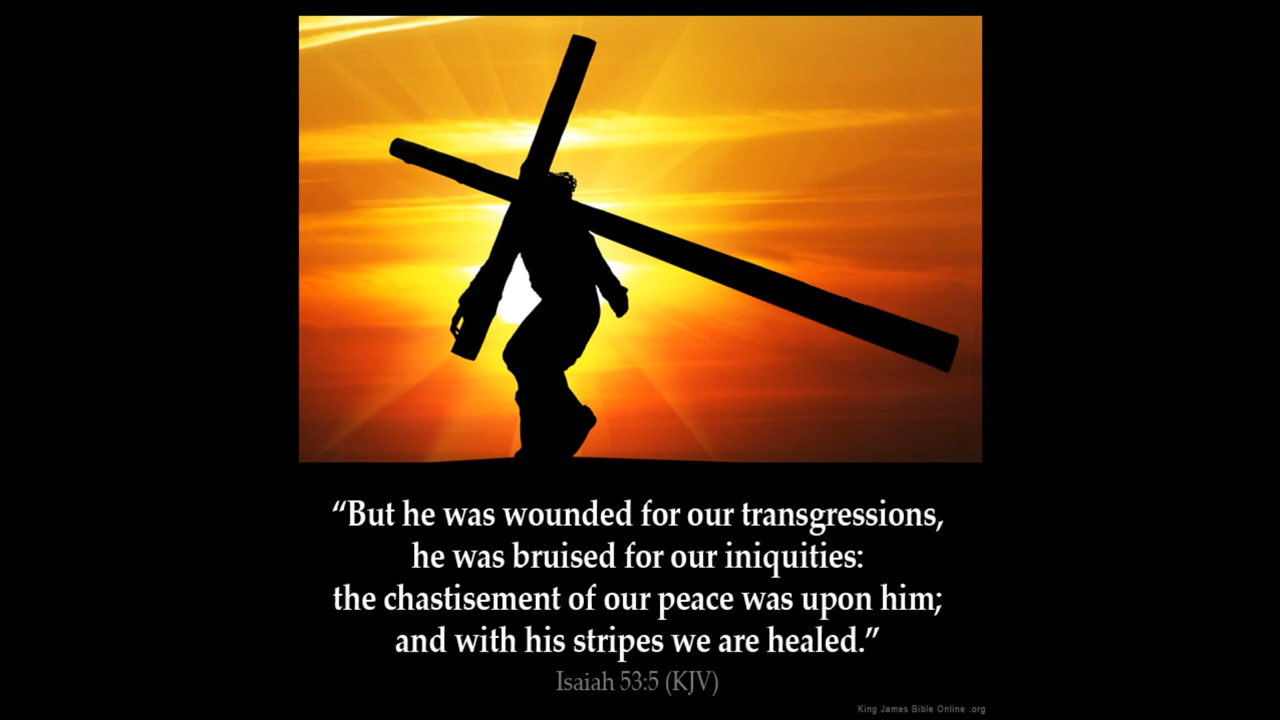 “But he was wounded for our transgressions,
he was bruised for our iniquities:
the chastisement of our peace was upon him;
and with his stripes we are healed.”
Isaiah 53:5 (KJV)
King James Bible Online .org